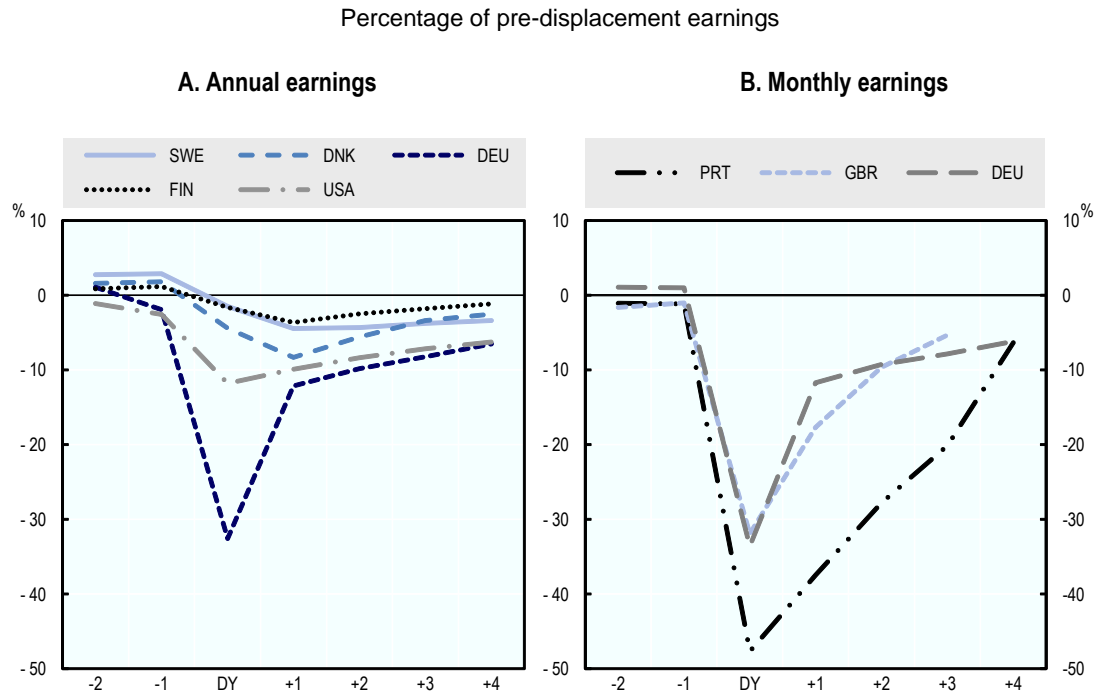 Percentage of pre-displacement earnings
A. Annual earnings
SWE DNK DEU
FIN USA
%
10
0
- 10
- 20
- 30
- 40
- 50
-2 -1 DY +1 +2 +3 +4
B. Monthly earnings
PRT GBR DEU
%
10 10
0 0
- 10 -10
- 20 -20
- 30 -30
- 40 -40
- 50 -50
-2 -1 DY +1 +2 +3 +4